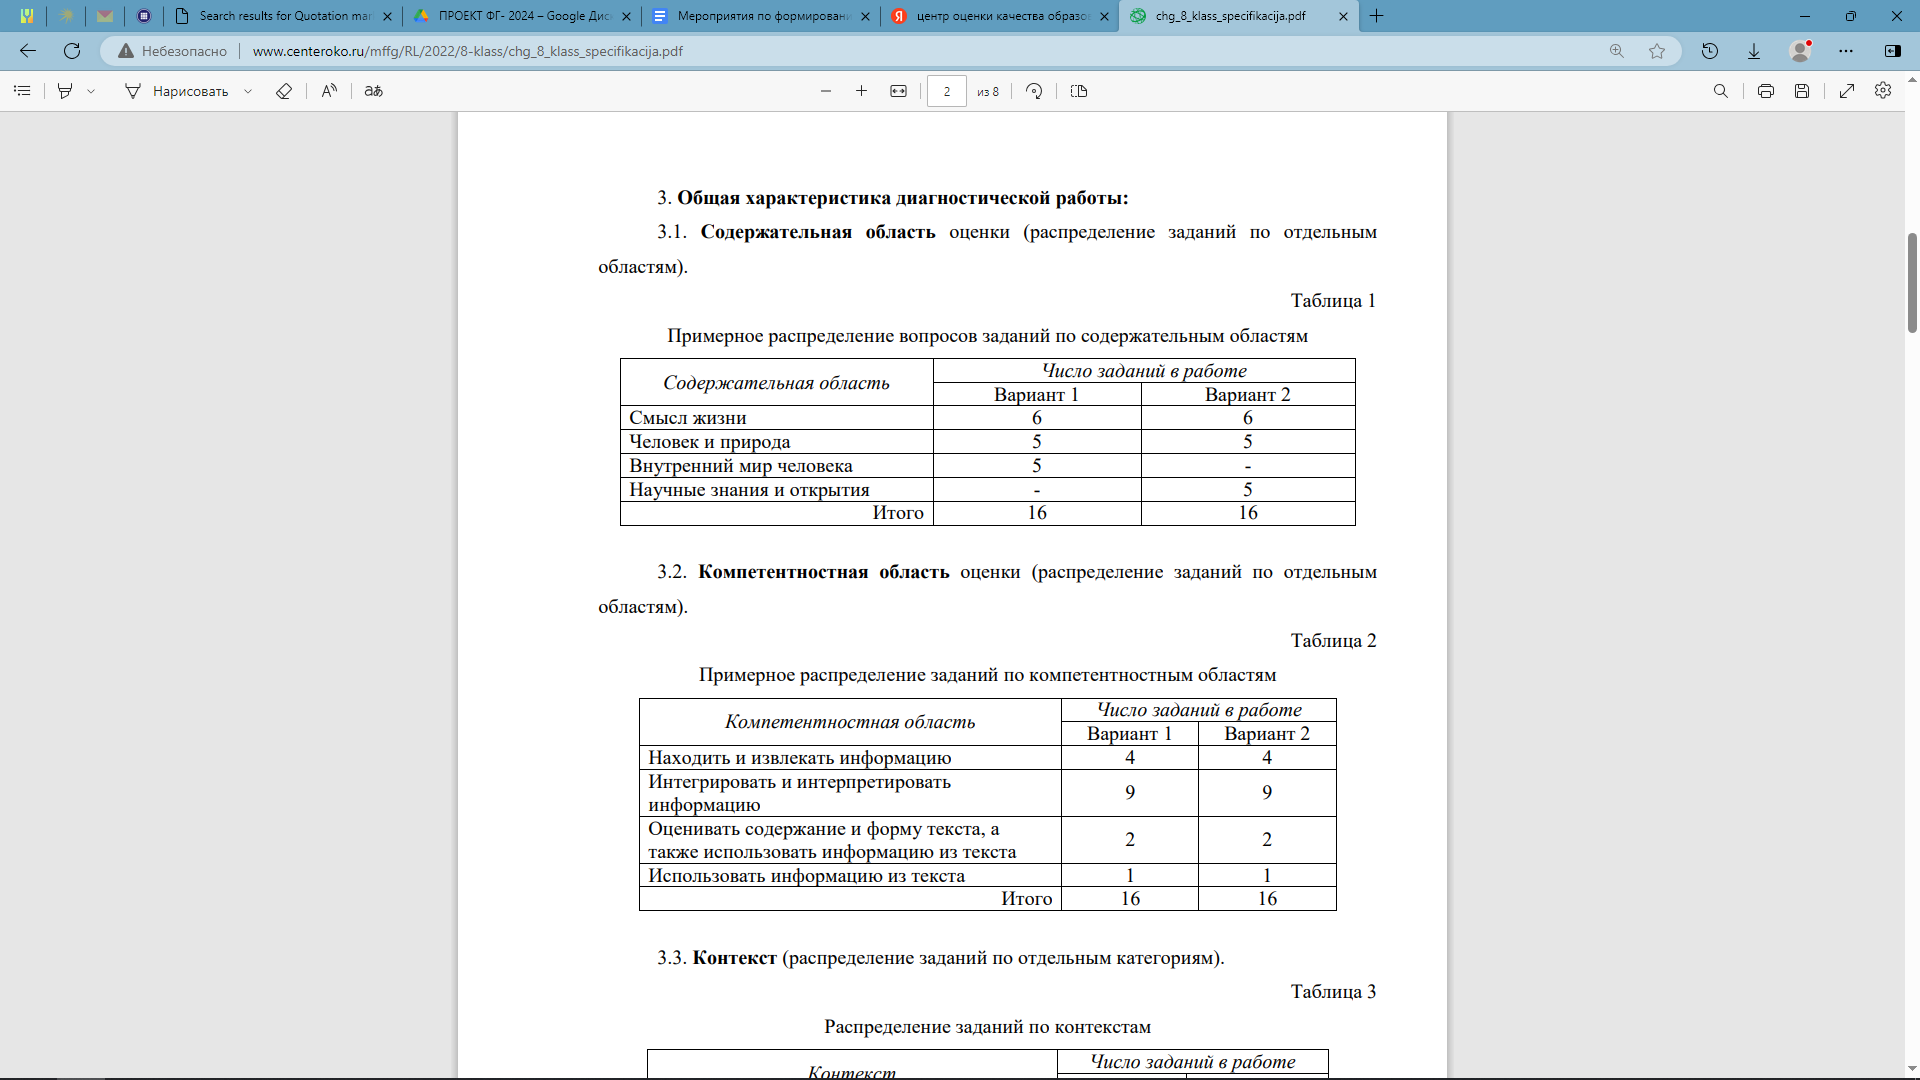 Search results for Quotation mar
ПРОЕКТ ФГ- 2024 – Google Дис
Мероприятия по формировани
центр оценки качества образов
chg_8_klass_specifikacija.pdf
Небезопасно www.centeroko.ru/mffg/RL/2022/8-klass/chg_8_klass_specifikacija.pdf
Нарисовать
аあ
2 из 8
3. Общая характеристика диагностической работы:
3.1. Содержательная область оценки (распределение заданий по отдельным
областям).
Таблица 1
Примерное распределение вопросов заданий по содержательным областям
Содержательная область Число заданий в работе
Вариант 1 Вариант 2
Смысл жизни 6 6
Человек и природа 5 5
Внутренний мир человека 5 -
Научные знания и открытия - 5
Итого 16 16
3.2. Компетентностная область оценки (распределение заданий по отдельным
областям).
Таблица 2
Примерное распределение заданий по компетентностным областям
Компетентностная область Число заданий в работе
Вариант 1 Вариант 2
Находить и извлекать информацию 4 4
Интегрировать и интерпретировать
информацию 9 9
Оценивать содержание и форму текста, а
также использовать информацию из текста 2 2
Использовать информацию из текста 1 1
Итого 16 16
3.3. Контекст (распределение заданий по отдельным категориям).
Таблица 3
Распределение заданий по контекстам
Контекст Число заданий в работе